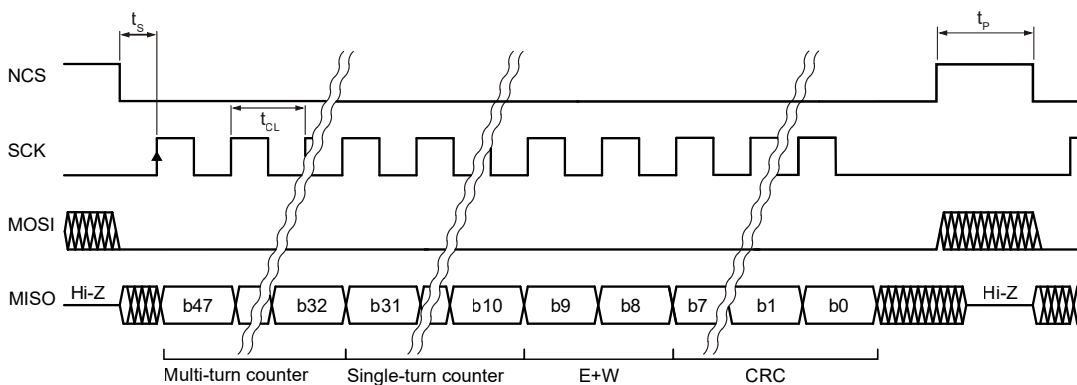 tS
tP
NCS
tCL
SCK
MOSI
MISO Hi-Z b47 b32 b31 b10 b9 b8 b7 b1 b0 Hi-Z
Multi-turn counter Single-turn counter E+W CRC